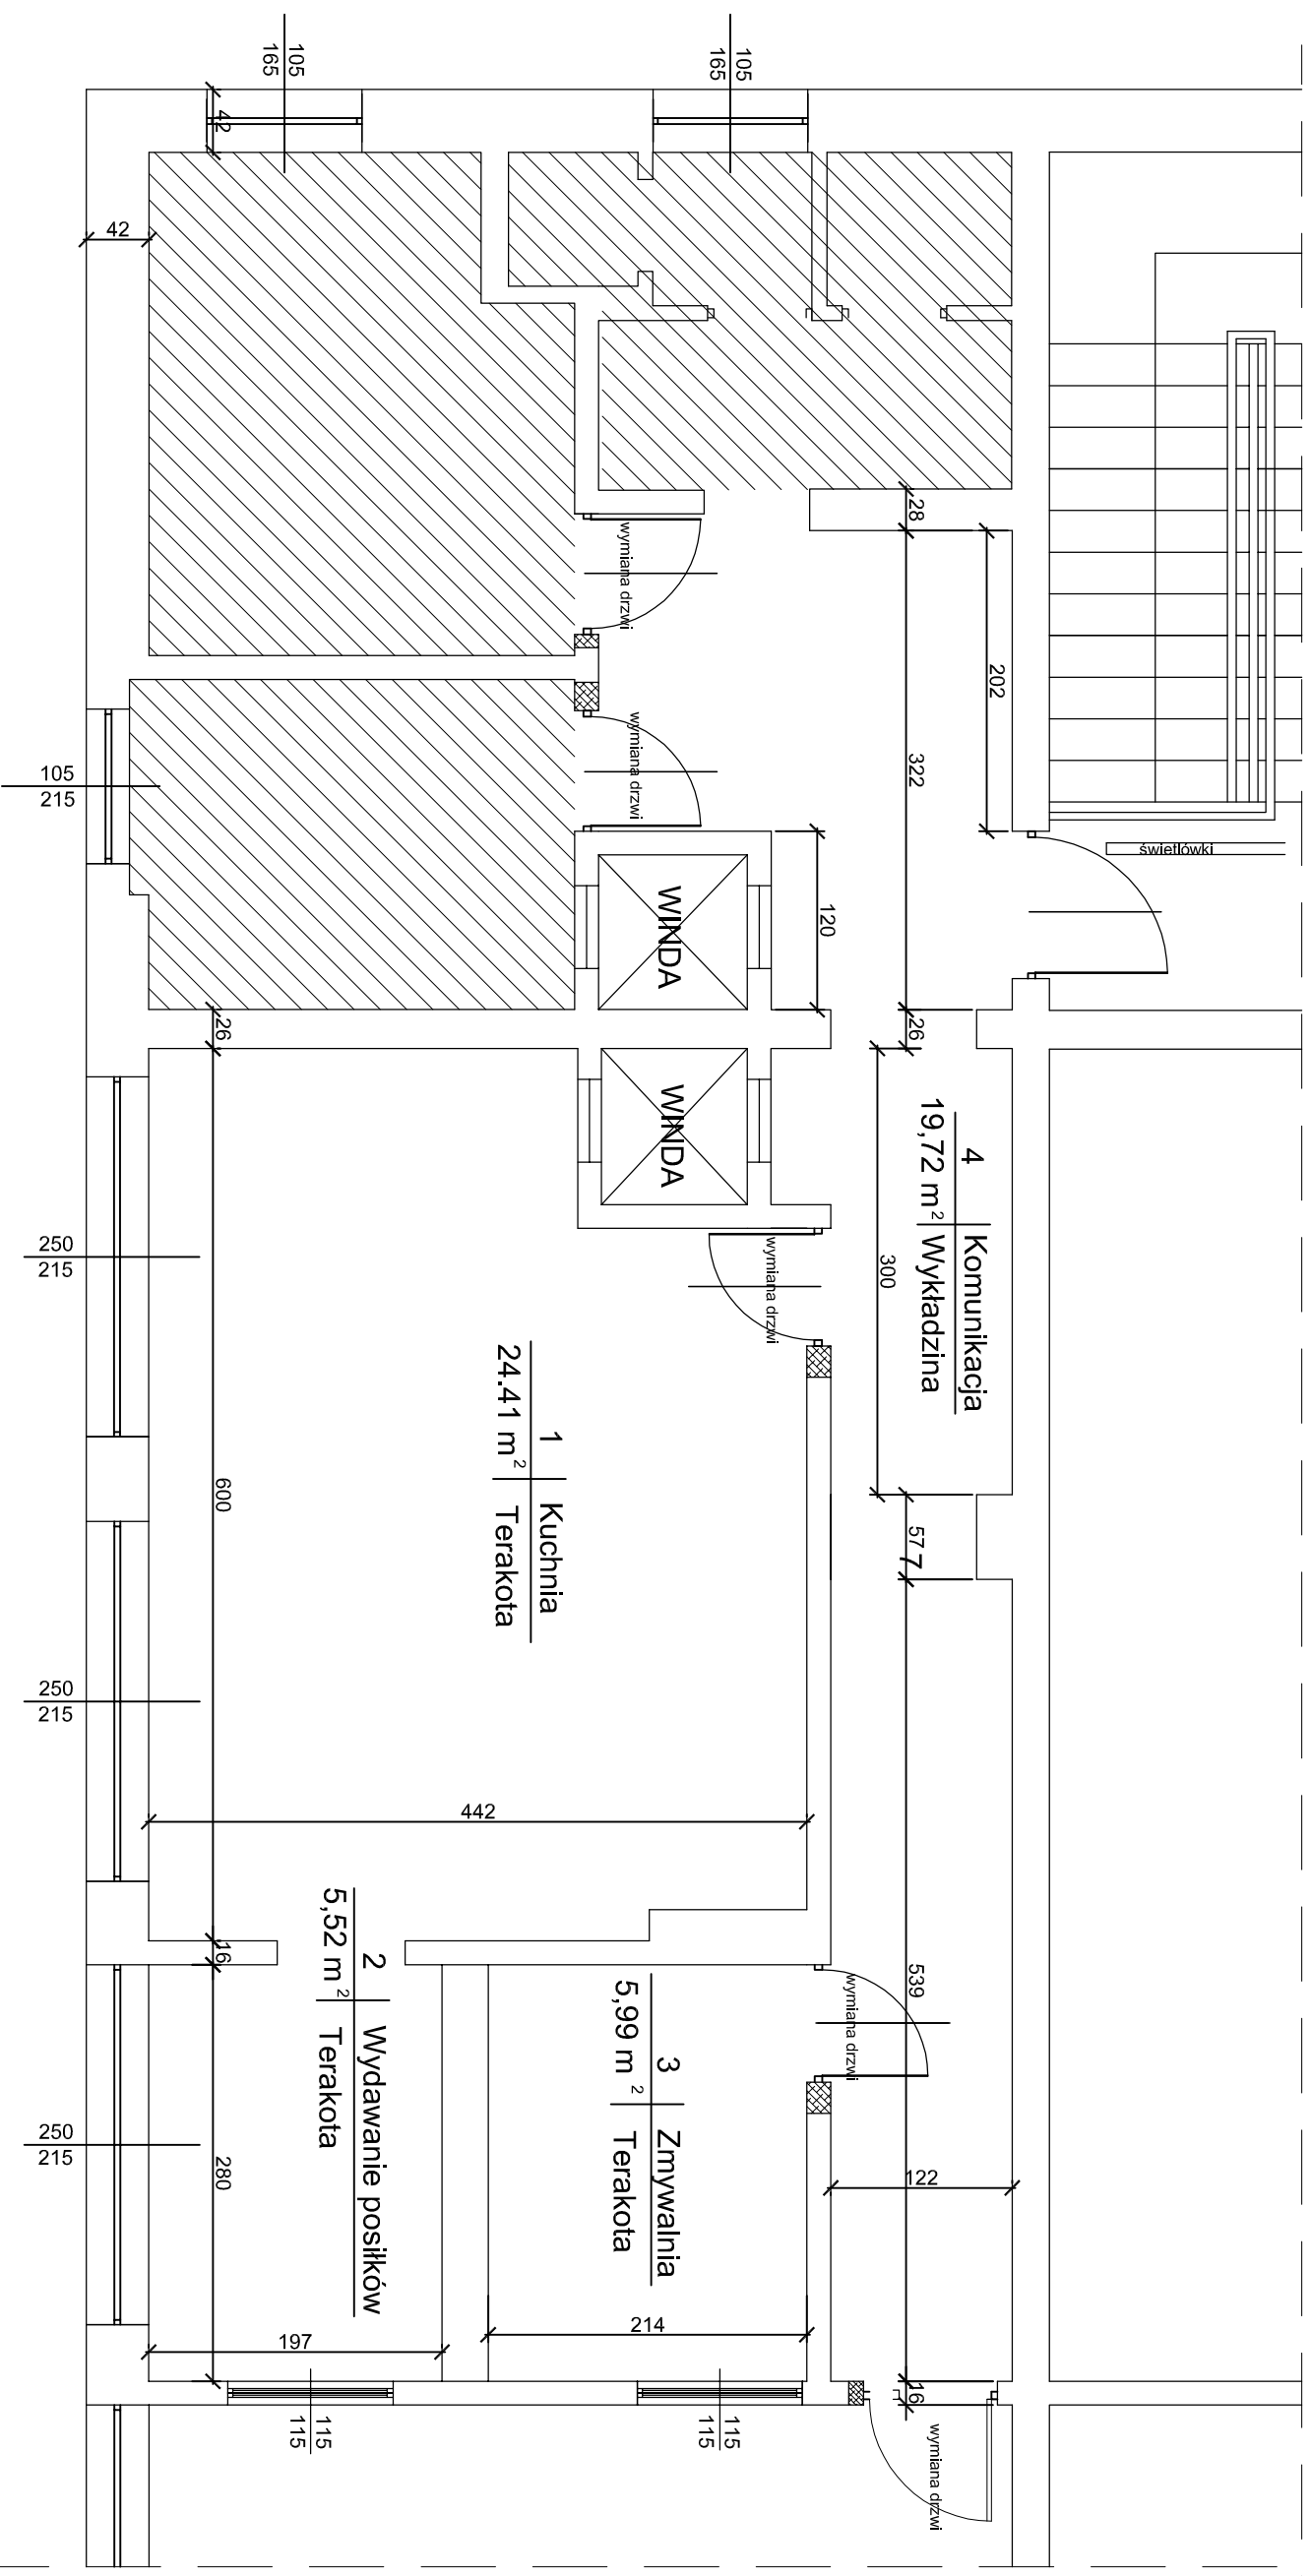 105
165
105
165
42
42
28
202
322
wymiana drzwi
wymiana drzwi
105
215
świetlówki
120
WINDA
26
26
WINDA
4
Komunikacja
19,72 m²
Wykładzina
300
wymiana drzwi
250
215
1
Kuchnia
24.41 m²
Terakota
600
57
7
250
215
442
16
2
Wydawanie posiłków
5,52 m²
Terakota
3
Zmywalnia
5,99 m²
Terakota
539
wymiana drzwi
250
215
280
122
197
214
16
115
115
115
115
wymiana drzwi